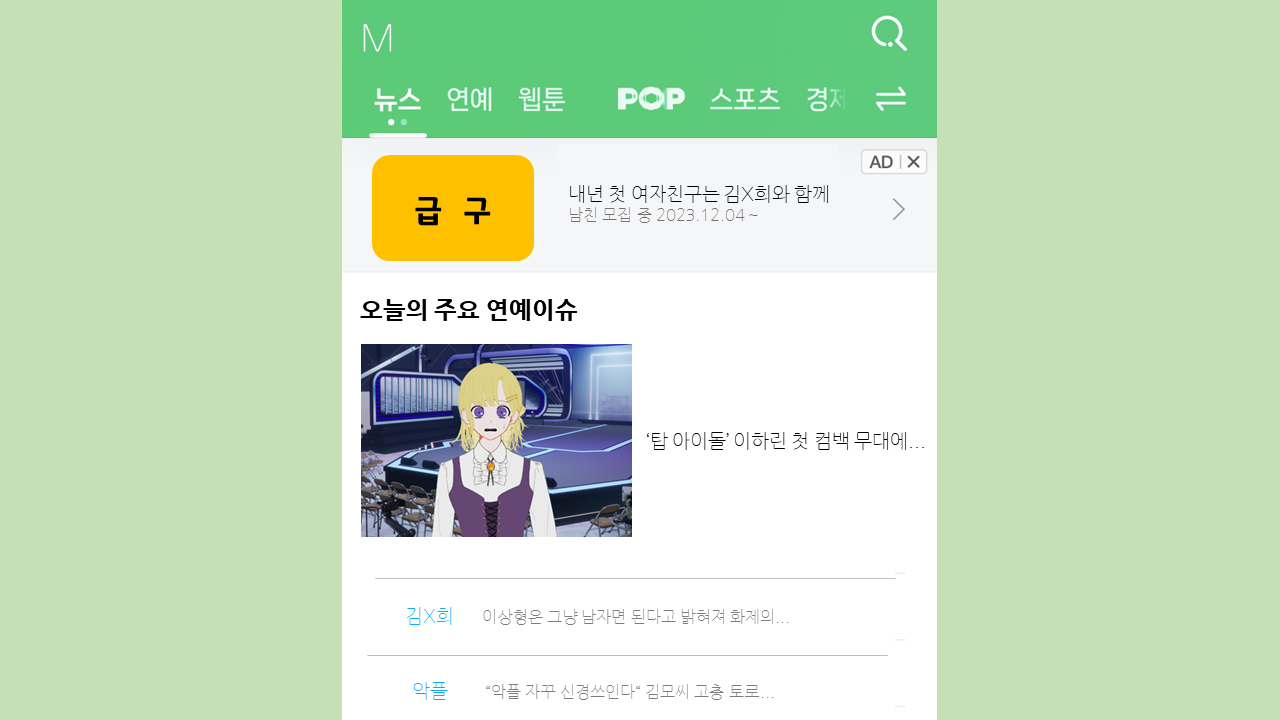 M
뉴스 연예 웹툰 POP 스포츠 경제
AD
급 구
내년 첫 여자친구는 김X희와 함께
남친 모집 중 2023.12.04 ~
오늘의 주요 연예이슈
‘탑 아이돌’ 이하린 첫 컴백 무대에...
김X희 이상형은 그냥 남자면 된다고 밝혀져 화제의...
악플 “악플 자꾸 신경쓰인다“ 김모씨 고충 토로...